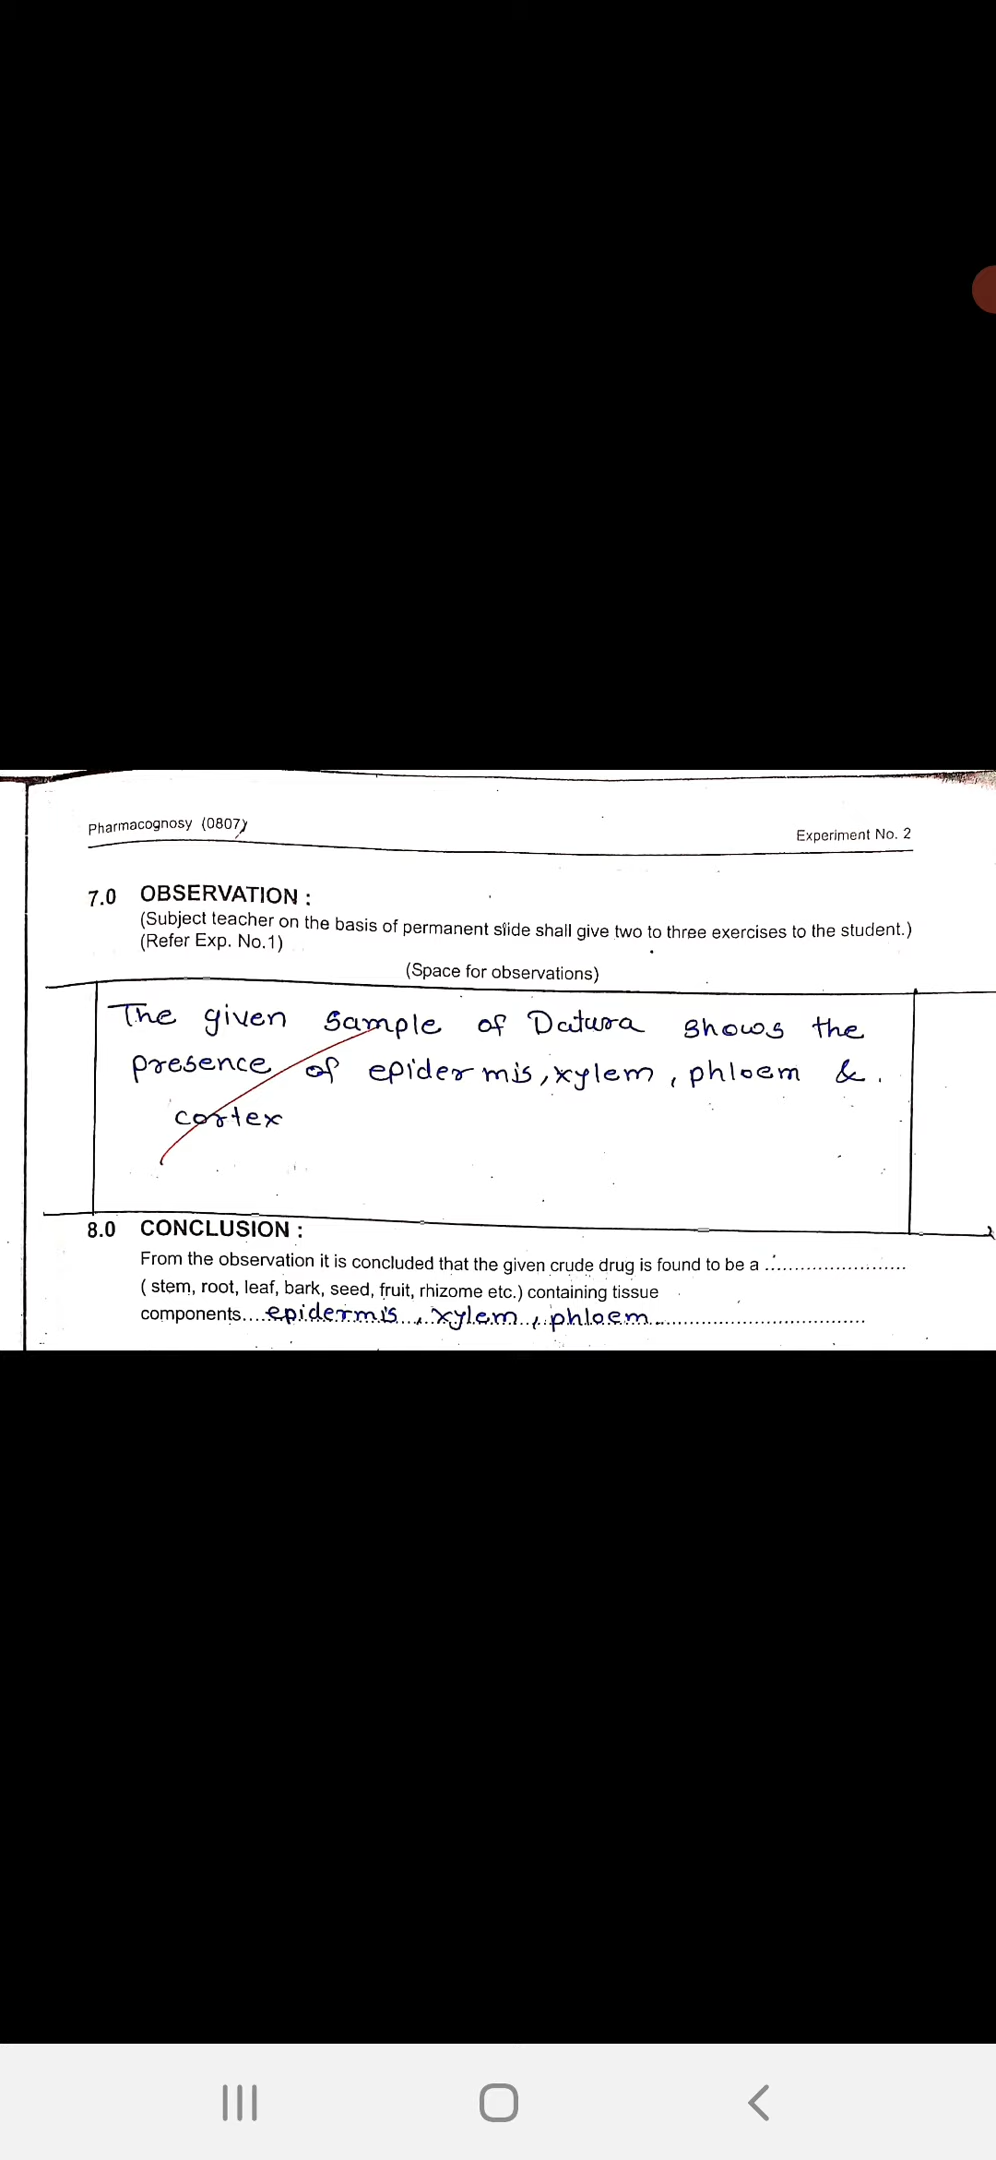 Pharmacognosy (0807)
Experiment No. 2
7.0 OBSERVATION :
(Subject teacher on the basis of permanent slide shall give two to three exercises to the student.)
(Refer Exp. No.1)
(Space for observations)
The given sample of Datura shows the
presence of epidermis, xylem, phloem &
cortex
8.0 CONCLUSION :
From the observation it is concluded that the given crude drug is found to be a ........................
( stem, root, leaf, bark, seed, fruit, rhizome etc.) containing tissue
components....epidermis, xylem, phloem....................................